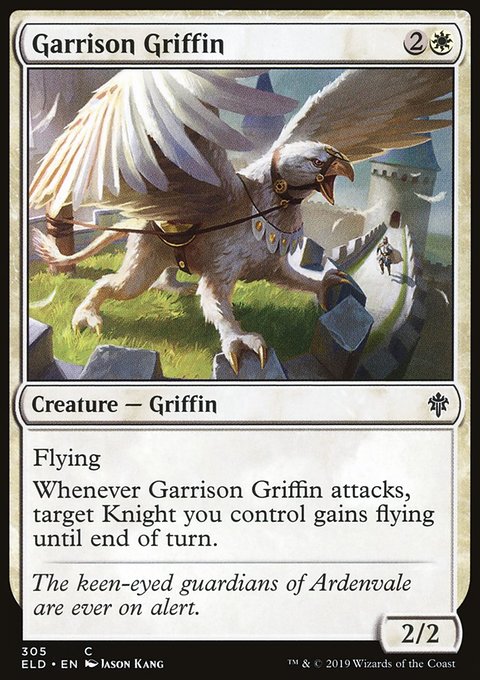 Garrison Griffin 2
Creature — Griffin
Flying
Whenever Garrison Griffin attacks,
target Knight you control gains flying
until end of turn.
The keen-eyed guardians of Ardenvale
are ever on alert.
2/2
305 C
ELD • EN Jason Kang
™ & © 2019 Wizards of the Coast